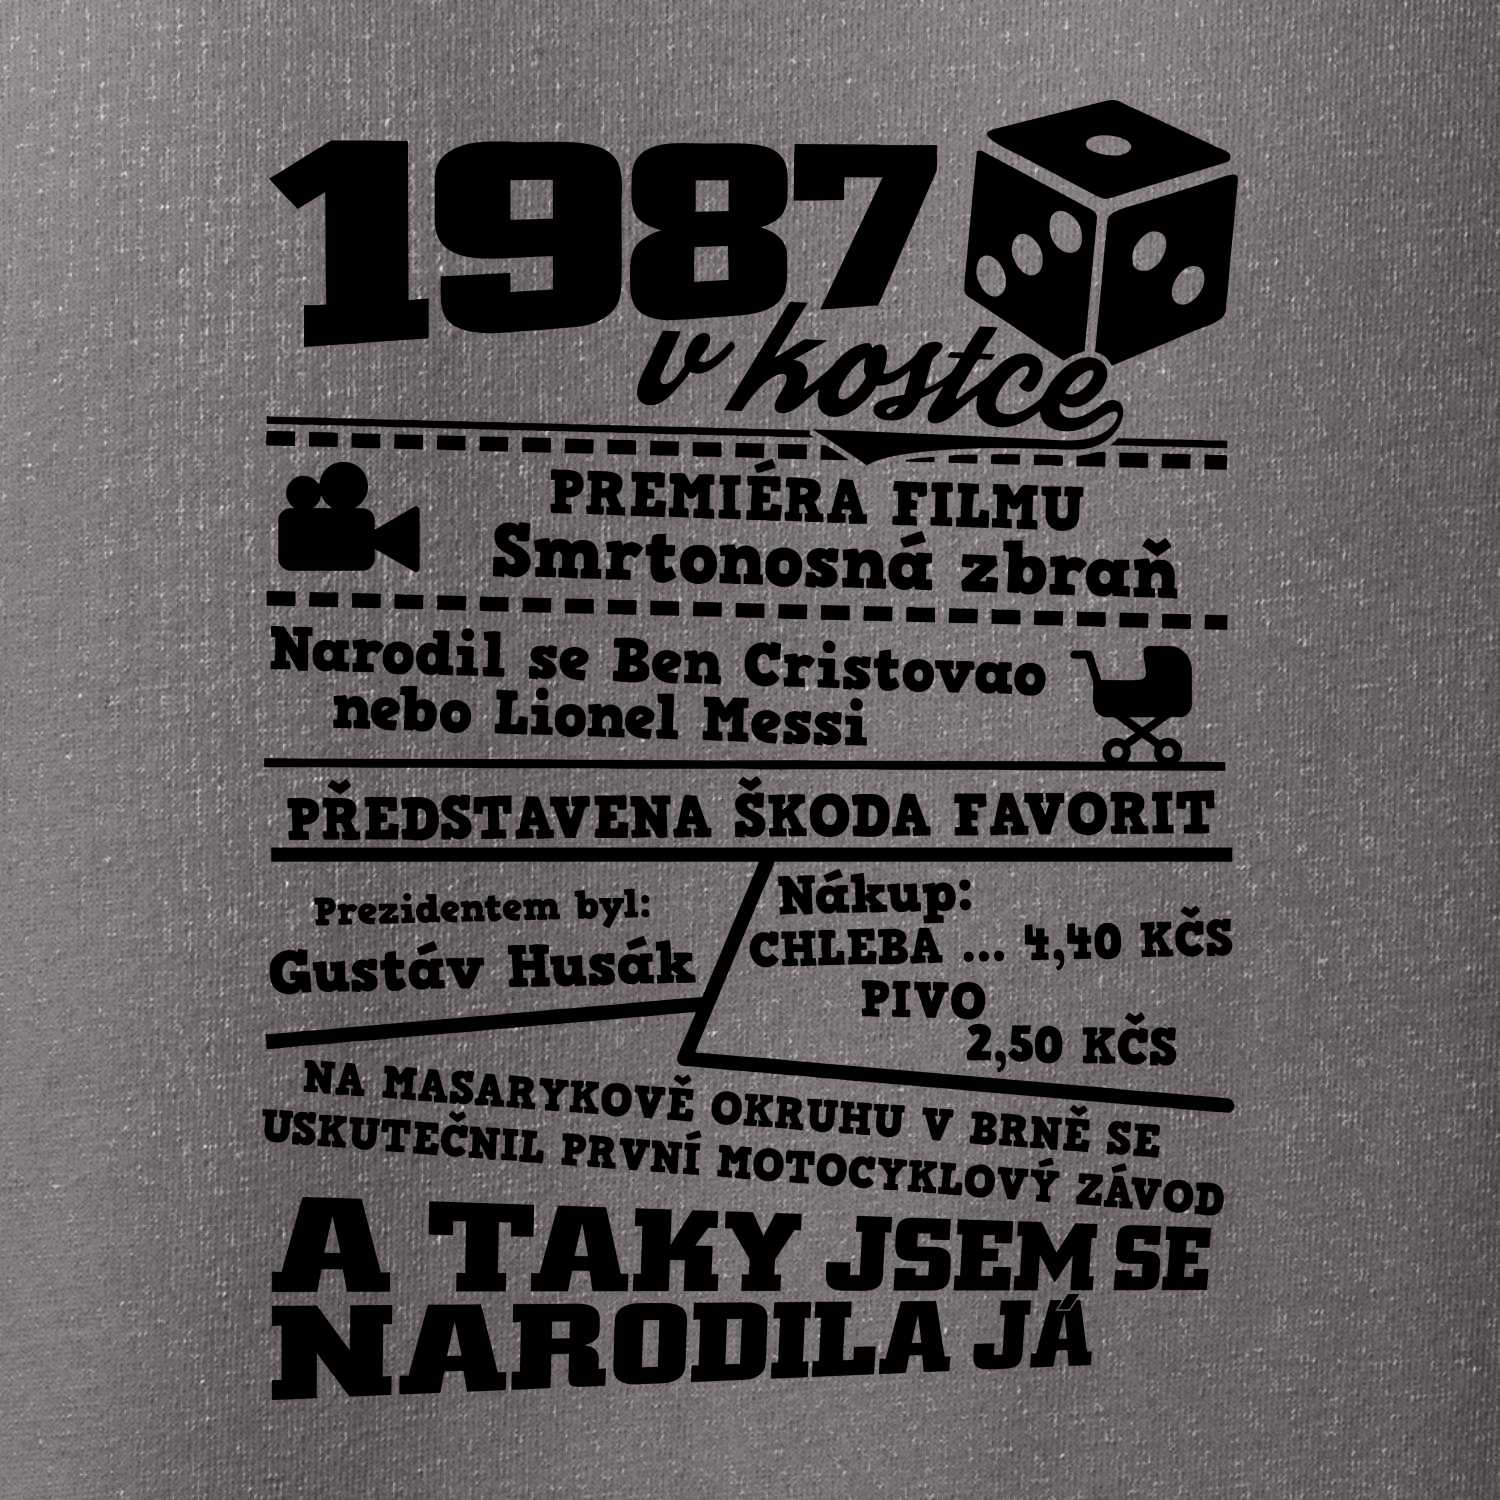 1987
v kostce
PREMIÉRA FILMU
Smrtonosná zbraň
Narodil se Ben Cristovao
nebo Lionel Messi
PŘEDSTAVENA ŠKODA FAVORIT
Prezidentem byl:
Gustáv Husák
Nákup:
CHLEBA ... 4,40 KČS
PIVO
2,50 KČS
NA MASARYKOVĚ OKRUHU V BRNĚ SE
USKUTEČNIL PRVNÍ MOTOCYKLOVÝ ZÁVOD
A TAKY JSEM SE
NARODILA JÁ